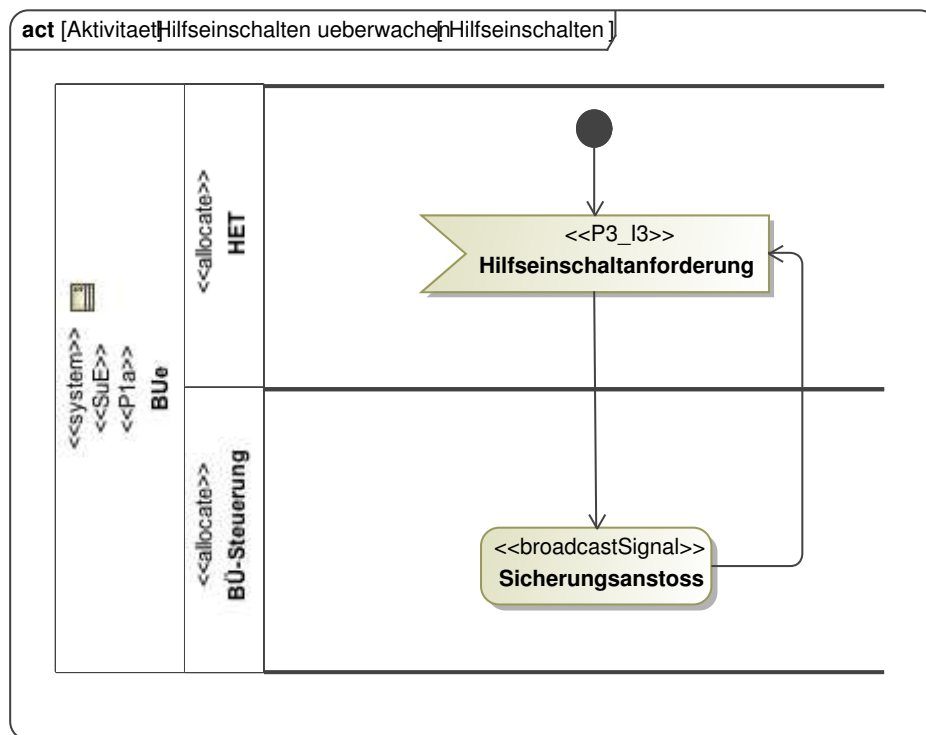 act [Aktivitaet] Hilfseinschalten ueberwachen [ Hilfseinschalten ]
<<system>>
<<SuE>>
<<P1a>>
BUe
<<allocate>>
HET
<<P3_I3>>
Hilfseinschaltanforderung
<<allocate>>
BÜ-Steuerung
<<broadcastSignal>>
Sicherungsanstoss